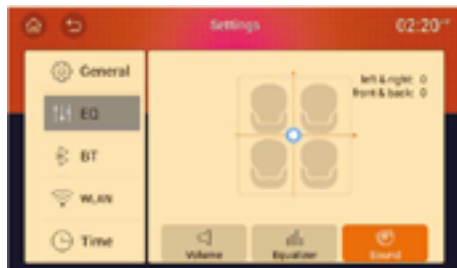 Settings
02:20
General
left & right: 0
front & back: 0
EQ
BT
WLAN
Time
Volume
Equalizer
Sound